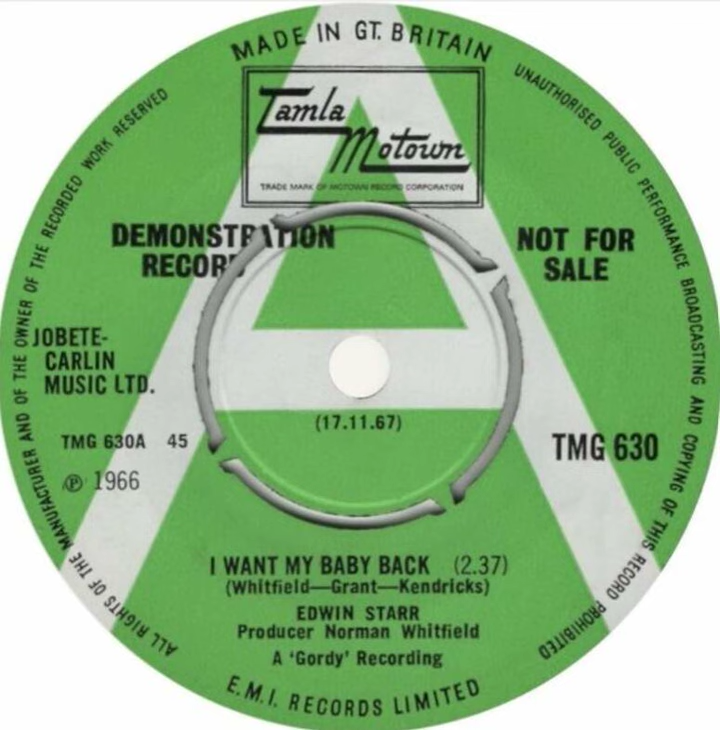 MADE IN GT. BRITAIN
Tamla
Motown
TRADE MARK OF MOTOWN RECORD CORPORATION
DEMONSTRATION
RECORD
NOT FOR
SALE
JOBETE-
CARLIN
MUSIC LTD.
(17.11.67)
TMG 630A 45
TMG 630
℗ 1966
I WANT MY BABY BACK (2.37)
(Whitfield—Grant—Kendricks)
EDWIN STARR
Producer Norman Whitfield
A 'Gordy' Recording
E.M.I. RECORDS LIMITED
ALL RIGHTS OF THE MANUFACTURER AND OF THE OWNER OF THE RECORDED WORK RESERVED
UNAUTHORISED PUBLIC PERFORMANCE BROADCASTING AND COPYING OF THIS RECORD PROHIBITED